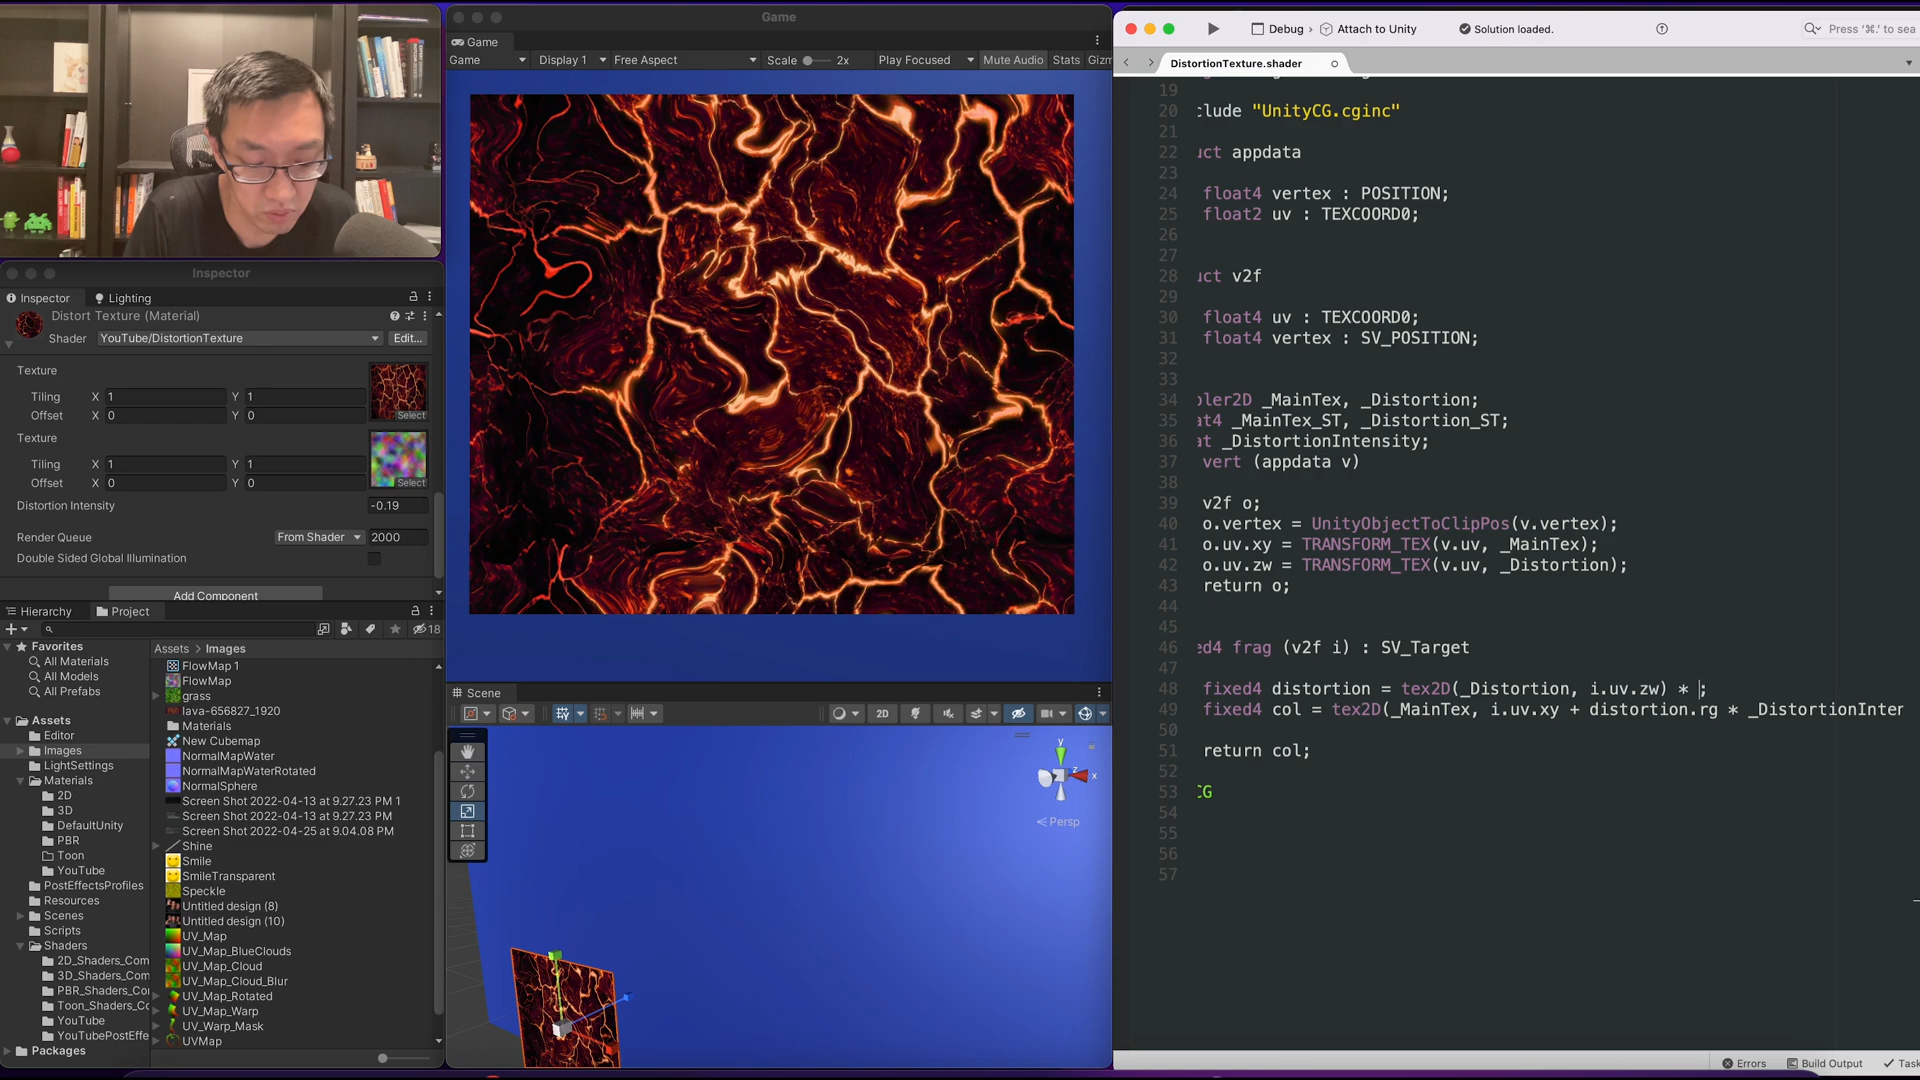 Inspector
Inspector
Lighting
Distort Texture (Material)
Shader YouTube/DistortionTexture Edit...
Texture
Tiling X 1 Y 1
Offset X 0 Y 0
Select
Texture
Tiling X 1 Y 1
Offset X 0 Y 0
Select
Distortion Intensity -0.19
Render Queue From Shader 2000
Double Sided Global Illumination
Add Component
Hierarchy Project
18
Favorites
All Materials
All Models
All Prefabs
Assets
Editor
Images
LightSettings
Materials
2D
3D
DefaultUnity
PBR
Toon
YouTube
PostEffectsProfiles
Resources
Scenes
Scripts
Shaders
2D_Shaders_Com
3D_Shaders_Com
PBR_Shaders_Co
Toon_Shaders_Co
YouTube
YouTubePostEffe
Packages
Assets > Images
FlowMap 1
FlowMap
grass
lava-656827_1920
Materials
New Cubemap
NormalMapWater
NormalMapWaterRotated
NormalSphere
Screen Shot 2022-04-13 at 9.27.23 PM 1
Screen Shot 2022-04-13 at 9.27.23 PM
Screen Shot 2022-04-25 at 9.04.08 PM
Shine
Smile
SmileTransparent
Speckle
Untitled design (8)
Untitled design (10)
UV_Map
UV_Map_BlueClouds
UV_Map_Cloud
UV_Map_Cloud_Blur
UV_Map_Rotated
UV_Map_Warp
UV_Warp_Mask
UVMap
Game
Game
Game Display 1 Free Aspect Scale 2x Play Focused Mute Audio Stats Gizm
Scene
2D
y
z
x
< Persp
Debug › Attach to Unity
Solution loaded.
Press '⌘.' to sea
DistortionTexture.shader
19
20 clude "UnityCG.cginc"
21
22 uct appdata
23
24 float4 vertex : POSITION;
25 float2 uv : TEXCOORD0;
26
27
28 uct v2f
29
30 float4 uv : TEXCOORD0;
31 float4 vertex : SV_POSITION;
32
33
34 pler2D _MainTex, _Distortion;
35 at4 _MainTex_ST, _Distortion_ST;
36 at _DistortionIntensity;
37 vert (appdata v)
38
39 v2f o;
40 o.vertex = UnityObjectToClipPos(v.vertex);
41 o.uv.xy = TRANSFORM_TEX(v.uv, _MainTex);
42 o.uv.zw = TRANSFORM_TEX(v.uv, _Distortion);
43 return o;
44
45
46 ed4 frag (v2f i) : SV_Target
47
48 fixed4 distortion = tex2D(_Distortion, i.uv.zw) * ;
49 fixed4 col = tex2D(_MainTex, i.uv.xy + distortion.rg * _DistortionInter
50
51 return col;
52
53 CG
54
55
56
57
Errors Build Output Task